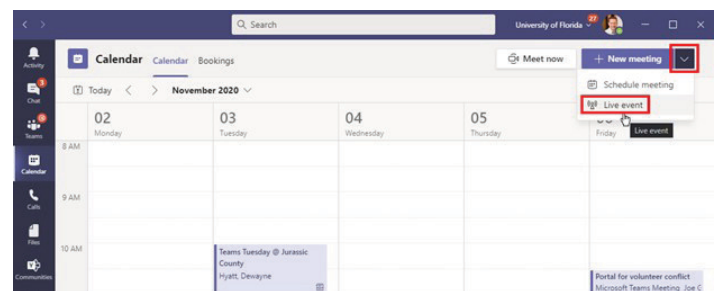 Search
University of Florida
27
Activity
Calendar
Calendar
Bookings
Meet now
+ New meeting
3
Chat
Today
November 2020
Schedule meeting
Live event
Teams
02
Monday
03
Tuesday
04
Wednesday
05
Thursday
Friday
Live event
8 AM
Calendar
9 AM
Calls
Files
10 AM
Teams Tuesday @ Jurassic
County
Hyatt, Dewayne
Communities
Portal for volunteer conflict
Microsoft Teams Meeting Joe C